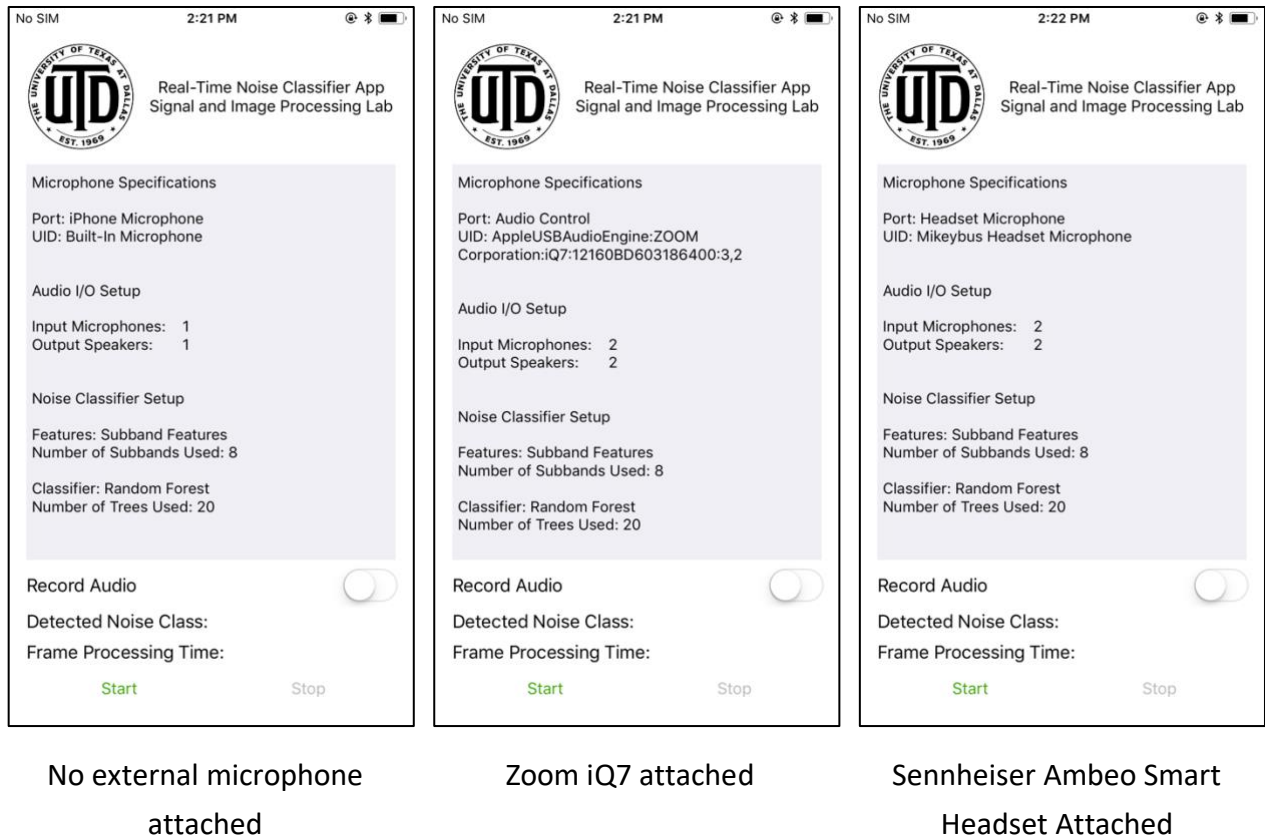 No SIM
2:21 PM
THE UNIVERSITY OF TEXAS AT DALLAS
UTD
EST. 1969
Real-Time Noise Classifier App
Signal and Image Processing Lab
Microphone Specifications
Port: iPhone Microphone
UID: Built-In Microphone
Audio I/O Setup
Input Microphones: 1
Output Speakers: 1
Noise Classifier Setup
Features: Subband Features
Number of Subbands Used: 8
Classifier: Random Forest
Number of Trees Used: 20
Record Audio
Detected Noise Class:
Frame Processing Time:
Start Stop
No external microphone
attached
No SIM
2:21 PM
THE UNIVERSITY OF TEXAS AT DALLAS
UTD
EST. 1969
Real-Time Noise Classifier App
Signal and Image Processing Lab
Microphone Specifications
Port: Audio Control
UID: AppleUSBAudioEngine:ZOOM
Corporation:iQ7:12160BD603186400:3,2
Audio I/O Setup
Input Microphones: 2
Output Speakers: 2
Noise Classifier Setup
Features: Subband Features
Number of Subbands Used: 8
Classifier: Random Forest
Number of Trees Used: 20
Record Audio
Detected Noise Class:
Frame Processing Time:
Start Stop
Zoom iQ7 attached
No SIM
2:22 PM
THE UNIVERSITY OF TEXAS AT DALLAS
UTD
EST. 1969
Real-Time Noise Classifier App
Signal and Image Processing Lab
Microphone Specifications
Port: Headset Microphone
UID: Mikeybus Headset Microphone
Audio I/O Setup
Input Microphones: 2
Output Speakers: 2
Noise Classifier Setup
Features: Subband Features
Number of Subbands Used: 8
Classifier: Random Forest
Number of Trees Used: 20
Record Audio
Detected Noise Class:
Frame Processing Time:
Start Stop
Sennheiser Ambeo Smart
Headset Attached